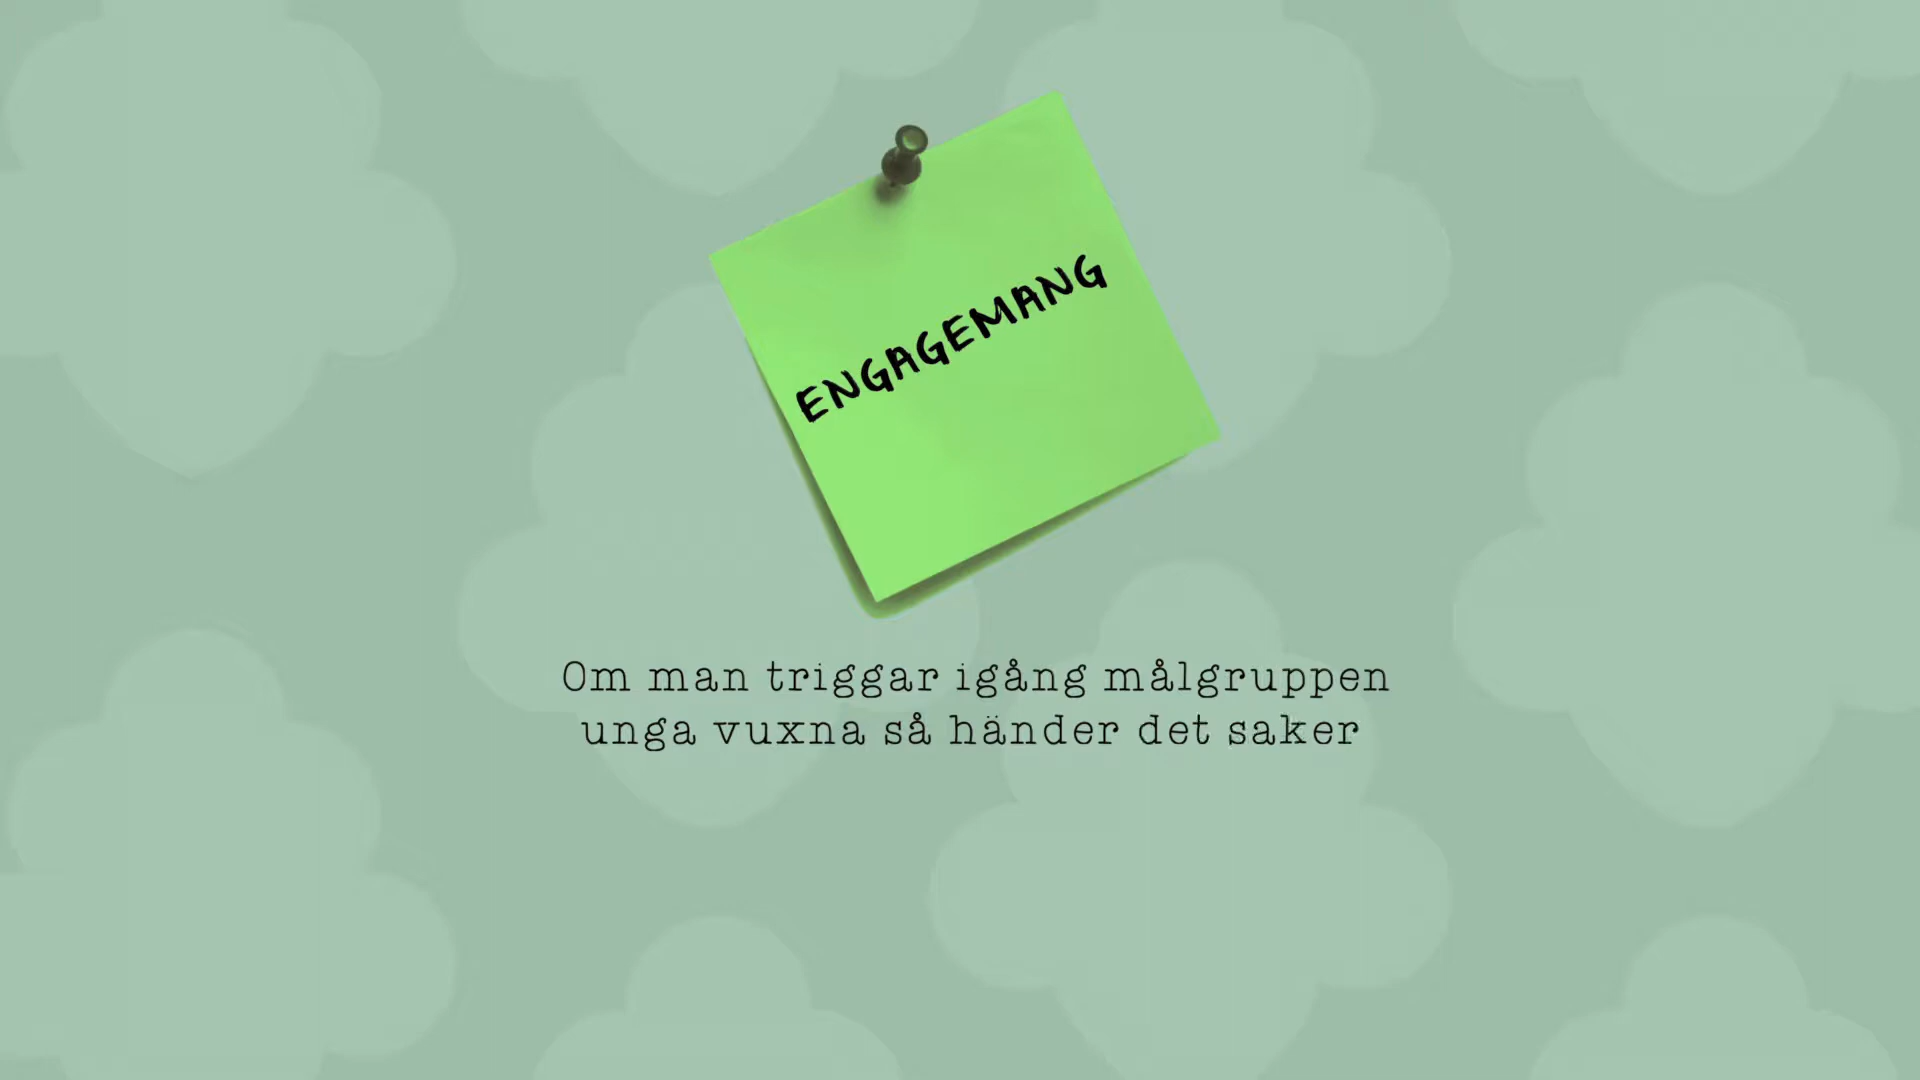 ENGAGEMANG
Om man triggar igång målgruppen
unga vuxna så händer det saker